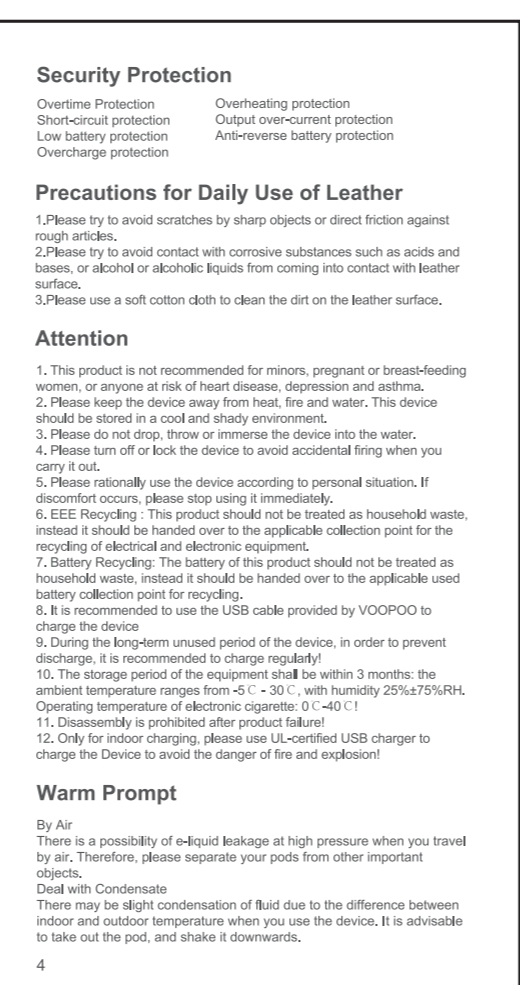 Security Protection
Overtime Protection
Short-circuit protection
Low battery protection
Overcharge protection
Overheating protection
Output over-current protection
Anti-reverse battery protection
Precautions for Daily Use of Leather
1.Please try to avoid scratches by sharp objects or direct friction against
rough articles.
2.Please try to avoid contact with corrosive substances such as acids and
bases, or alcohol or alcoholic liquids from coming into contact with leather
surface.
3.Please use a soft cotton cloth to clean the dirt on the leather surface.
Attention
1. This product is not recommended for minors, pregnant or breast-feeding
women, or anyone at risk of heart disease, depression and asthma.
2. Please keep the device away from heat, fire and water. This device
should be stored in a cool and shady environment.
3. Please do not drop, throw or immerse the device into the water.
4. Please turn off or lock the device to avoid accidental firing when you
carry it out.
5. Please rationally use the device according to personal situation. If
discomfort occurs, please stop using it immediately.
6. EEE Recycling : This product should not be treated as household waste,
instead it should be handed over to the applicable collection point for the
recycling of electrical and electronic equipment.
7. Battery Recycling: The battery of this product should not be treated as
household waste, instead it should be handed over to the applicable used
battery collection point for recycling.
8. It is recommended to use the USB cable provided by VOOPOO to
charge the device
9. During the long-term unused period of the device, in order to prevent
discharge, it is recommended to charge regularly!
10. The storage period of the equipment shall be within 3 months: the
ambient temperature ranges from -5℃ - 30℃, with humidity 25%±75%RH.
Operating temperature of electronic cigarette: 0℃-40℃!
11. Disassembly is prohibited after product failure!
12. Only for indoor charging, please use UL-certified USB charger to
charge the Device to avoid the danger of fire and explosion!
Warm Prompt
By Air
There is a possibility of e-liquid leakage at high pressure when you travel
by air. Therefore, please separate your pods from other important
objects.
Deal with Condensate
There may be slight condensation of fluid due to the difference between
indoor and outdoor temperature when you use the device. It is advisable
to take out the pod, and shake it downwards.
4